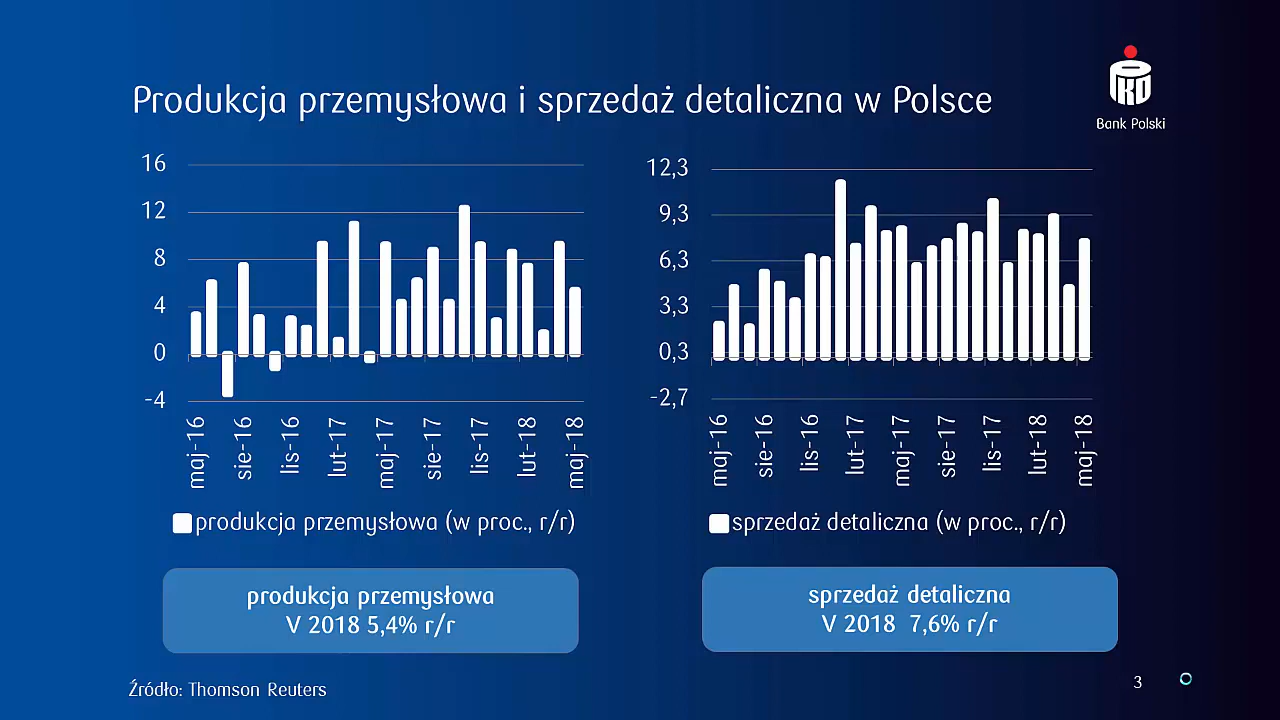 Produkcja przemysłowa i sprzedaż detaliczna w Polsce
PKO
Bank Polski
16
12
8
4
0
-4
maj-16
sie-16
lis-16
lut-17
maj-17
sie-17
lis-17
lut-18
maj-18
produkcja przemysłowa (w proc., r/r)
12,3
9,3
6,3
3,3
0,3
-2,7
maj-16
sie-16
lis-16
lut-17
maj-17
sie-17
lis-17
lut-18
maj-18
sprzedaż detaliczna (w proc., r/r)
produkcja przemysłowa
V 2018 5,4% r/r
sprzedaż detaliczna
V 2018  7,6% r/r
Źródło: Thomson Reuters
3